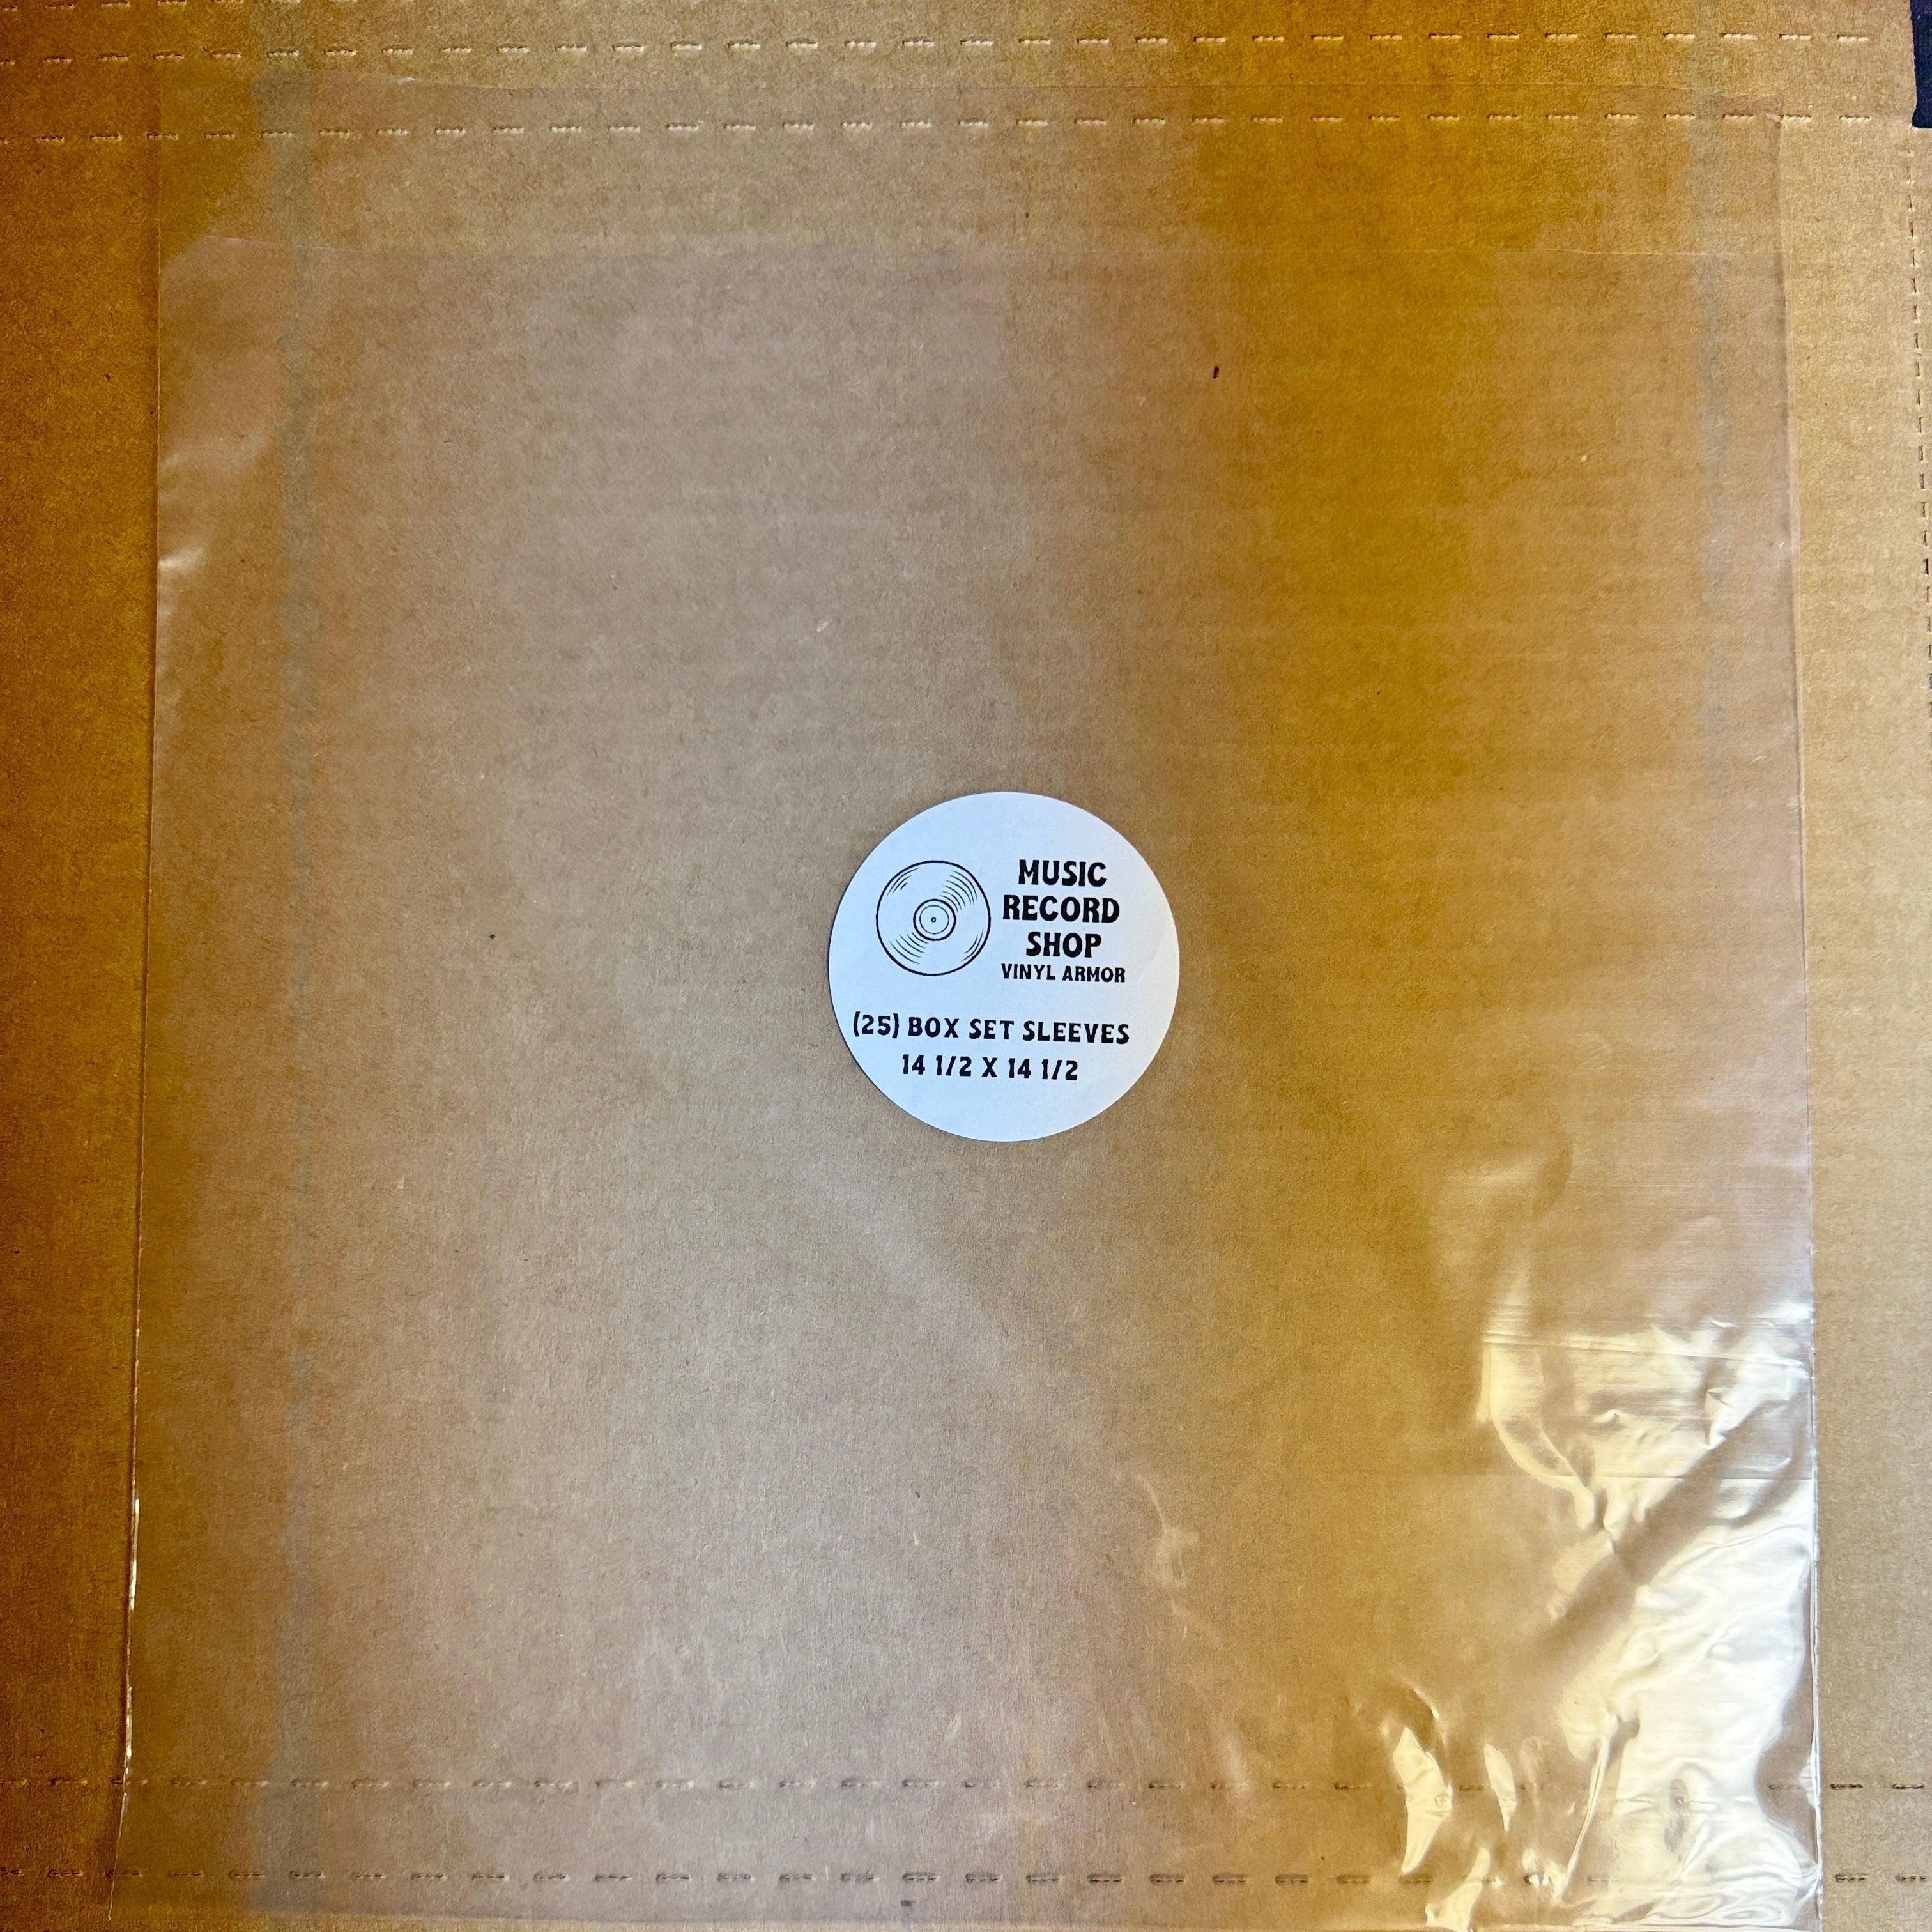 MUSIC
RECORD
SHOP
VINYL ARMOR
(25) BOX SET SLEEVES
14 1/2 X 14 1/2